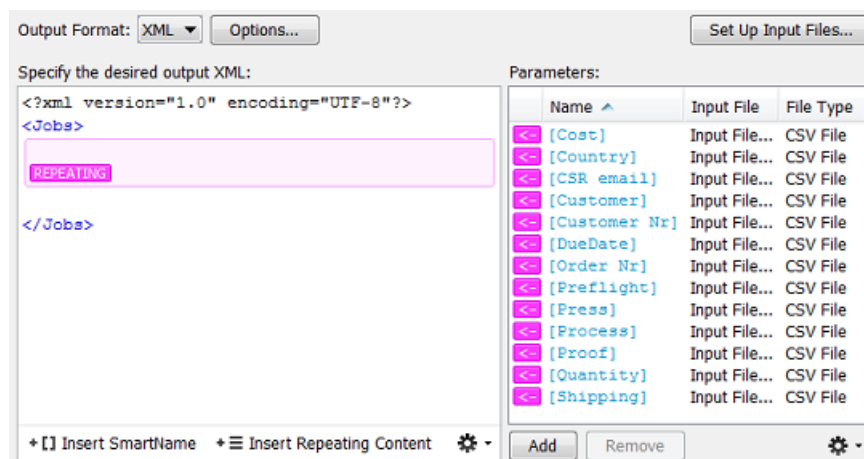 Output Format: XML Options... Set Up Input Files...
Specify the desired output XML: Parameters:
<?xml version="1.0" encoding="UTF-8"?>
<Jobs>
REPEATING
</Jobs>
+[] Insert SmartName +≡ Insert Repeating Content
Name Input File File Type
<- [Cost] Input File... CSV File
<- [Country] Input File... CSV File
<- [CSR email] Input File... CSV File
<- [Customer] Input File... CSV File
<- [Customer Nr] Input File... CSV File
<- [DueDate] Input File... CSV File
<- [Order Nr] Input File... CSV File
<- [Preflight] Input File... CSV File
<- [Press] Input File... CSV File
<- [Process] Input File... CSV File
<- [Proof] Input File... CSV File
<- [Quantity] Input File... CSV File
<- [Shipping] Input File... CSV File
Add Remove